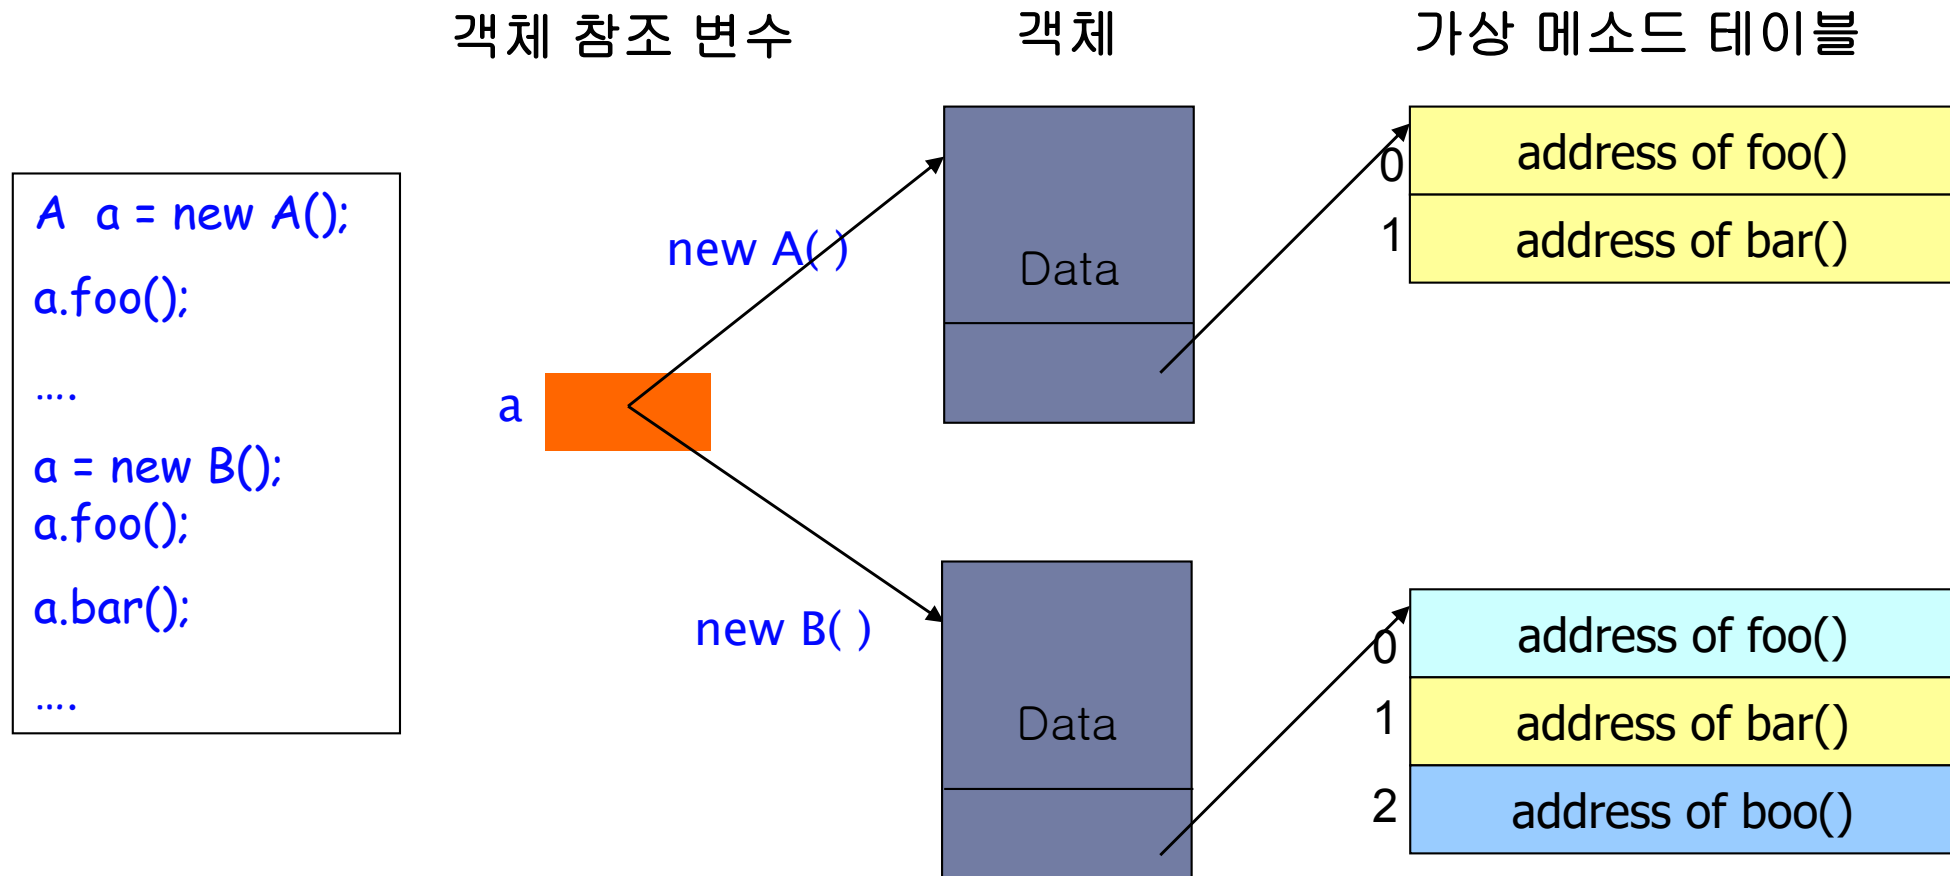 객체 참조 변수
객체
가상 메소드 테이블
A a = new A();
a.foo();
....
a = new B();
a.foo();
a.bar();
....
a
new A( )
new B( )
Data
0 address of foo()
1 address of bar()
Data
0 address of foo()
1 address of bar()
2 address of boo()